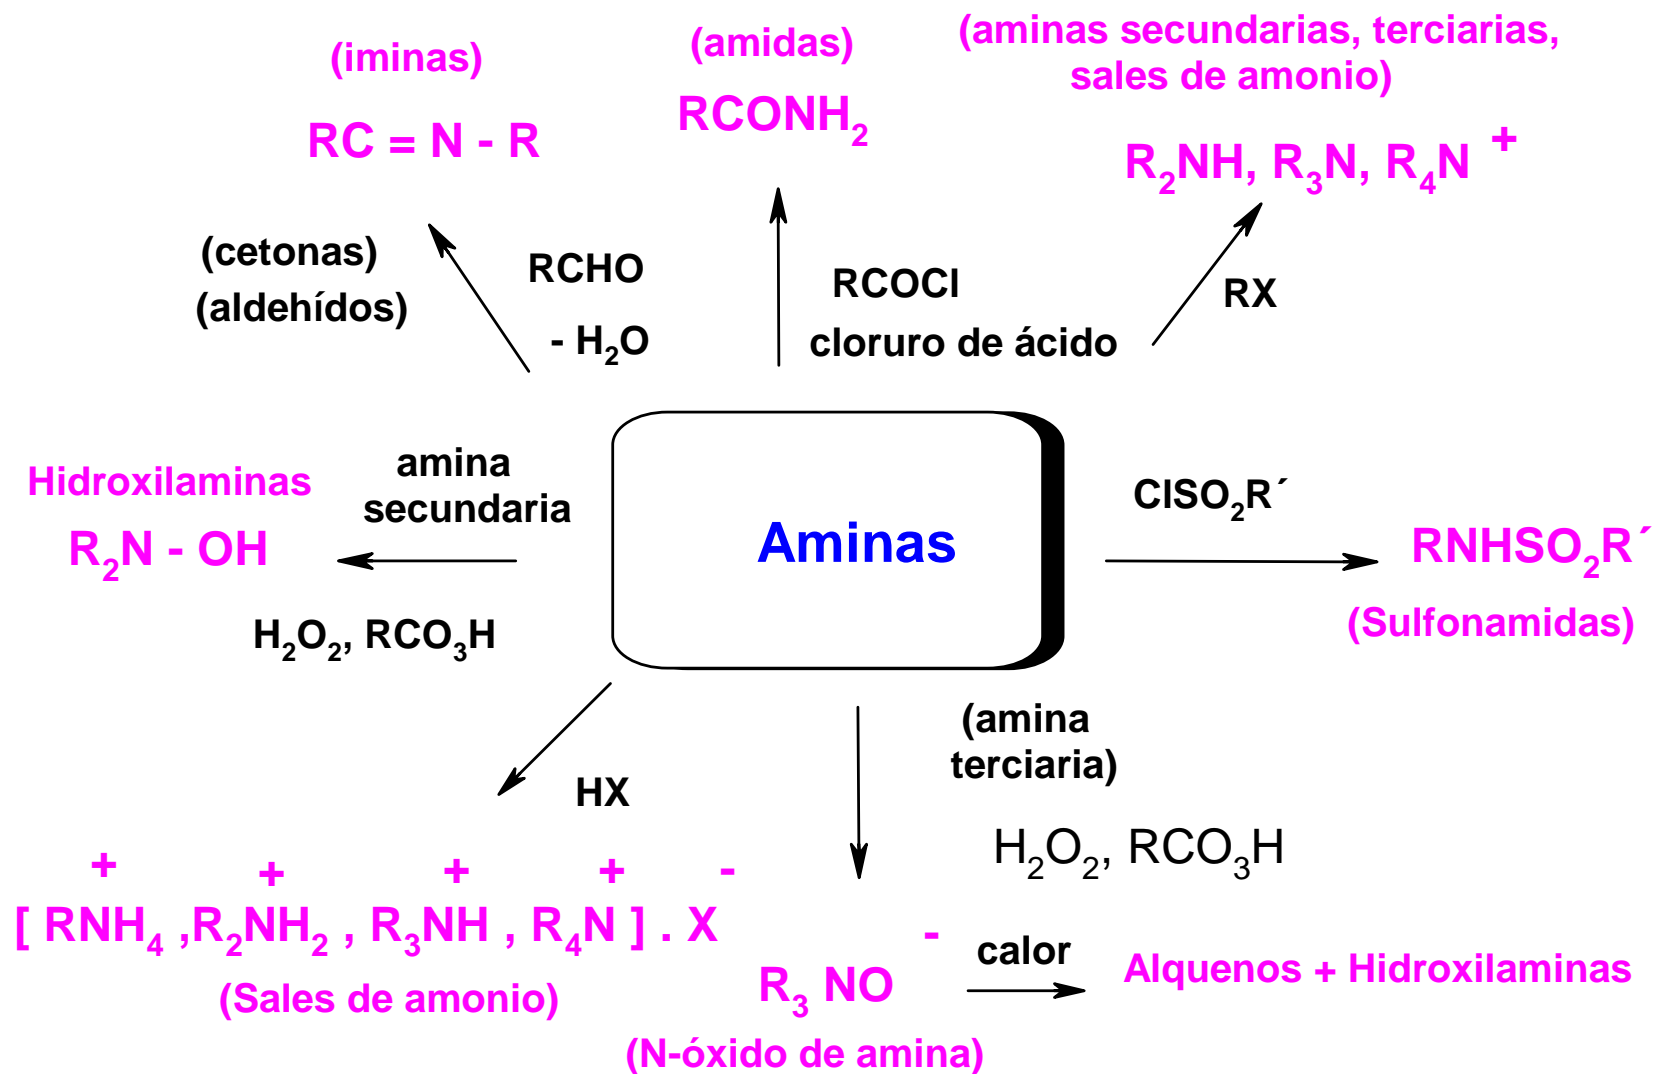 (iminas)
RC = N - R
(amidas)
RCONH₂
(aminas secundarias, terciarias,
sales de amonio)
R₂NH, R₃N, R₄N ⁺
(cetonas)
(aldehídos)
RCHO
- H₂O
RCOCl
cloruro de ácido
RX
Hidroxilaminas
R₂N - OH
amina
secundaria
H₂O₂, RCO₃H
Aminas
ClSO₂R´
RNHSO₂R´
(Sulfonamidas)
HX
+ + + + -
[ RNH₄ ,R₂NH₂ , R₃NH , R₄N ] . X
(Sales de amonio)
(amina
terciaria)
H₂O₂, RCO₃H
-
R₃ NO
(N-óxido de amina)
calor
Alquenos + Hidroxilaminas